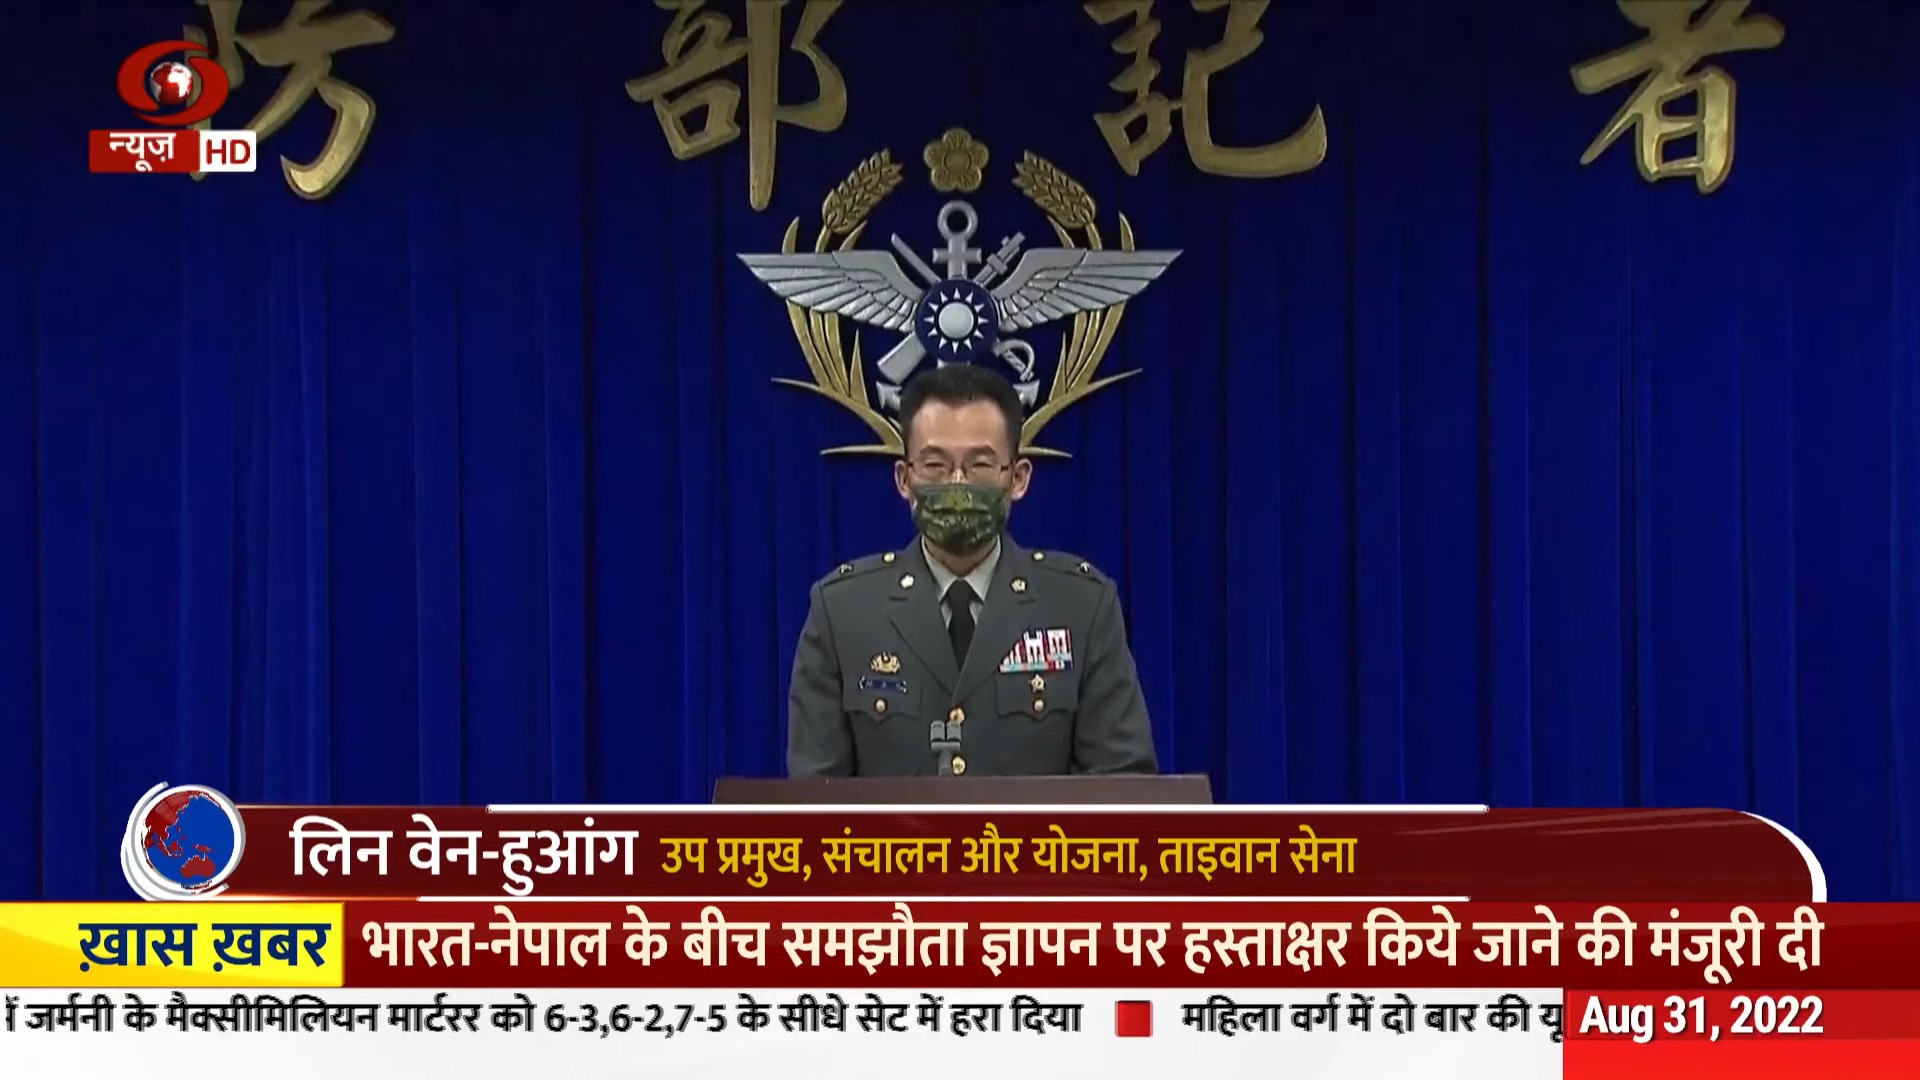 防 部 記 者
न्यूज़ HD
लिन वेन-हुआंग उप प्रमुख, संचालन और योजना, ताइवान सेना
ख़ास ख़बर भारत-नेपाल के बीच समझौता ज्ञापन पर हस्ताक्षर किये जाने की मंजूरी दी
जर्मनी के मैक्सीमिलियन मार्टरर को 6-3,6-2,7-5 के सीधे सेट में हरा दिया महिला वर्ग में दो बार की यू
Aug 31, 2022